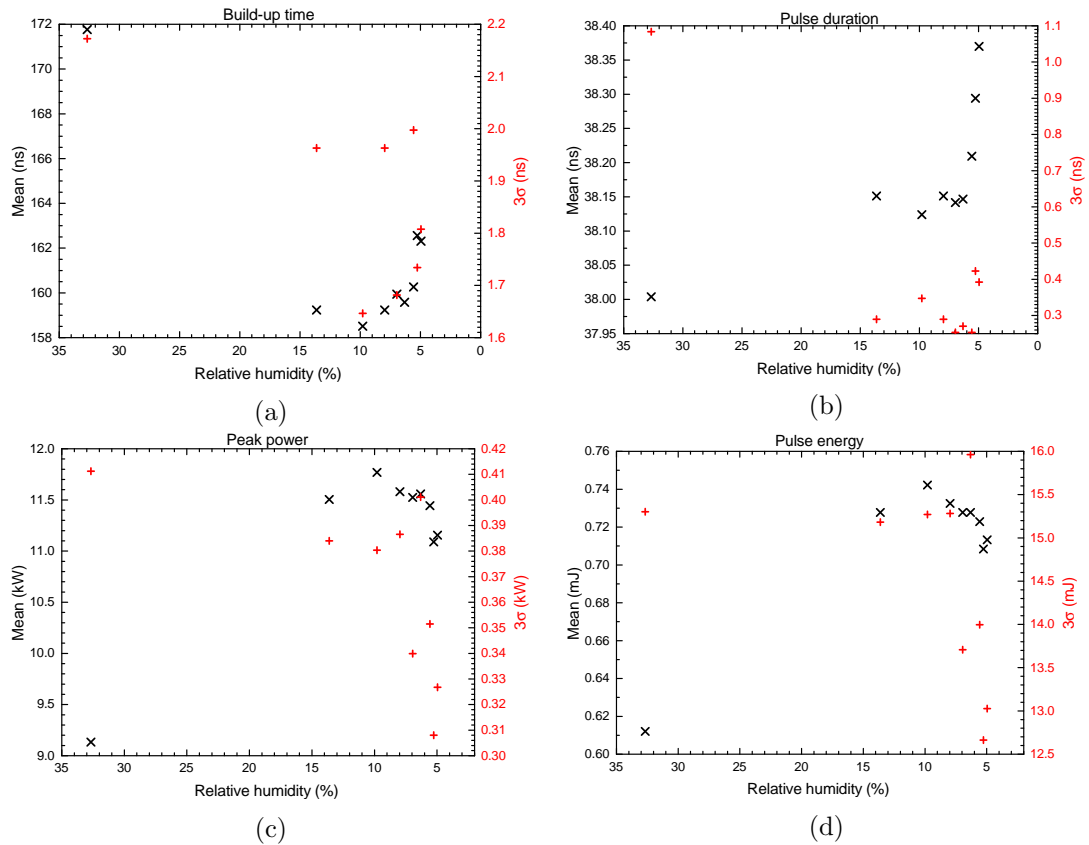 Build-up time
172
170
168
166
164
162
160
158
Mean (ns)
2.2
2.1
2.0
1.9
1.8
1.7
1.6
3σ (ns)
35 30 25 20 15 10 5 0
Relative humidity (%)
(a)
Pulse duration
38.40
38.35
38.30
38.25
38.20
38.15
38.10
38.05
38.00
37.95
Mean (ns)
1.1
1.0
0.9
0.8
0.7
0.6
0.5
0.4
0.3
3σ (ns)
35 30 25 20 15 10 5 0
Relative humidity (%)
(b)
Peak power
12.0
11.5
11.0
10.5
10.0
9.5
9.0
Mean (kW)
0.42
0.41
0.40
0.39
0.38
0.37
0.36
0.35
0.34
0.33
0.32
0.31
0.30
3σ (kW)
35 30 25 20 15 10 5
Relative humidity (%)
(c)
Pulse energy
0.76
0.74
0.72
0.70
0.68
0.66
0.64
0.62
0.60
Mean (mJ)
16.0
15.5
15.0
14.5
14.0
13.5
13.0
12.5
3σ (mJ)
35 30 25 20 15 10 5
Relative humidity (%)
(d)